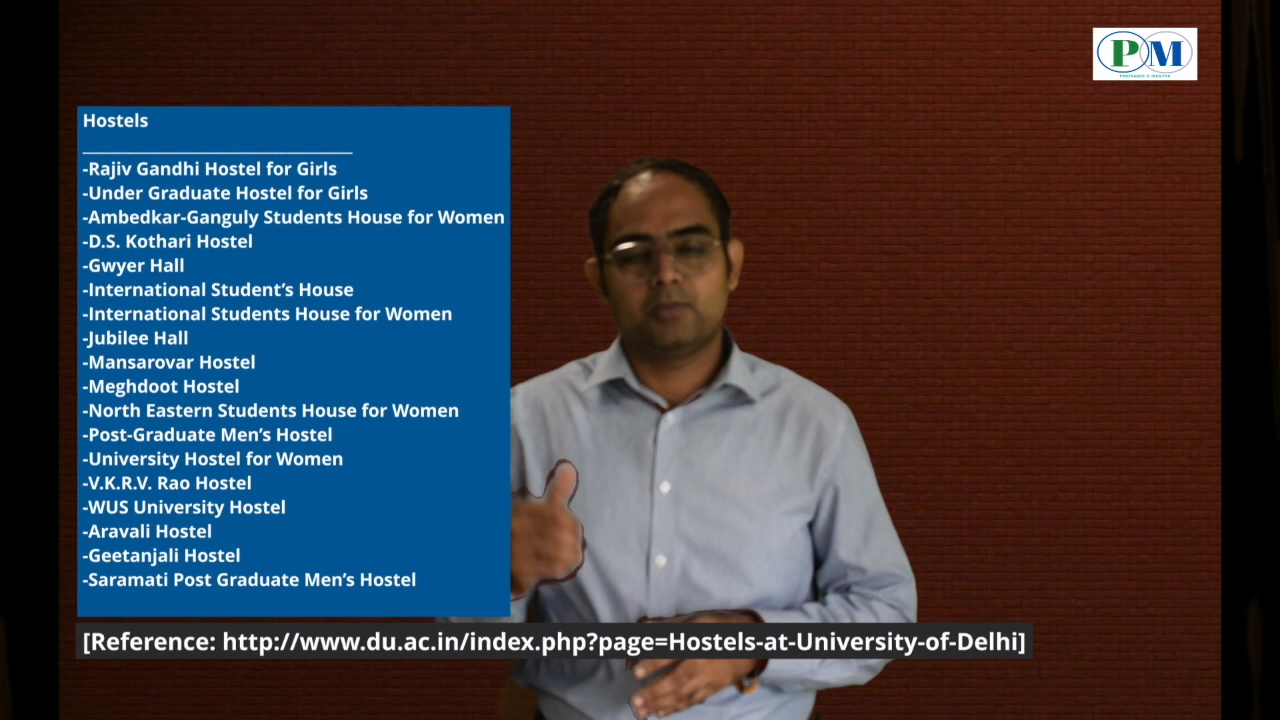 PM
Hostels
-Rajiv Gandhi Hostel for Girls
-Under Graduate Hostel for Girls
-Ambedkar-Ganguly Students House for Women
-D.S. Kothari Hostel
-Gwyer Hall
-International Student’s House
-International Students House for Women
-Jubilee Hall
-Mansarovar Hostel
-Meghdoot Hostel
-North Eastern Students House for Women
-Post-Graduate Men’s Hostel
-University Hostel for Women
-V.K.R.V. Rao Hostel
-WUS University Hostel
-Aravali Hostel
-Geetanjali Hostel
-Saramati Post Graduate Men’s Hostel
[Reference: http://www.du.ac.in/index.php?page=Hostels-at-University-of-Delhi]